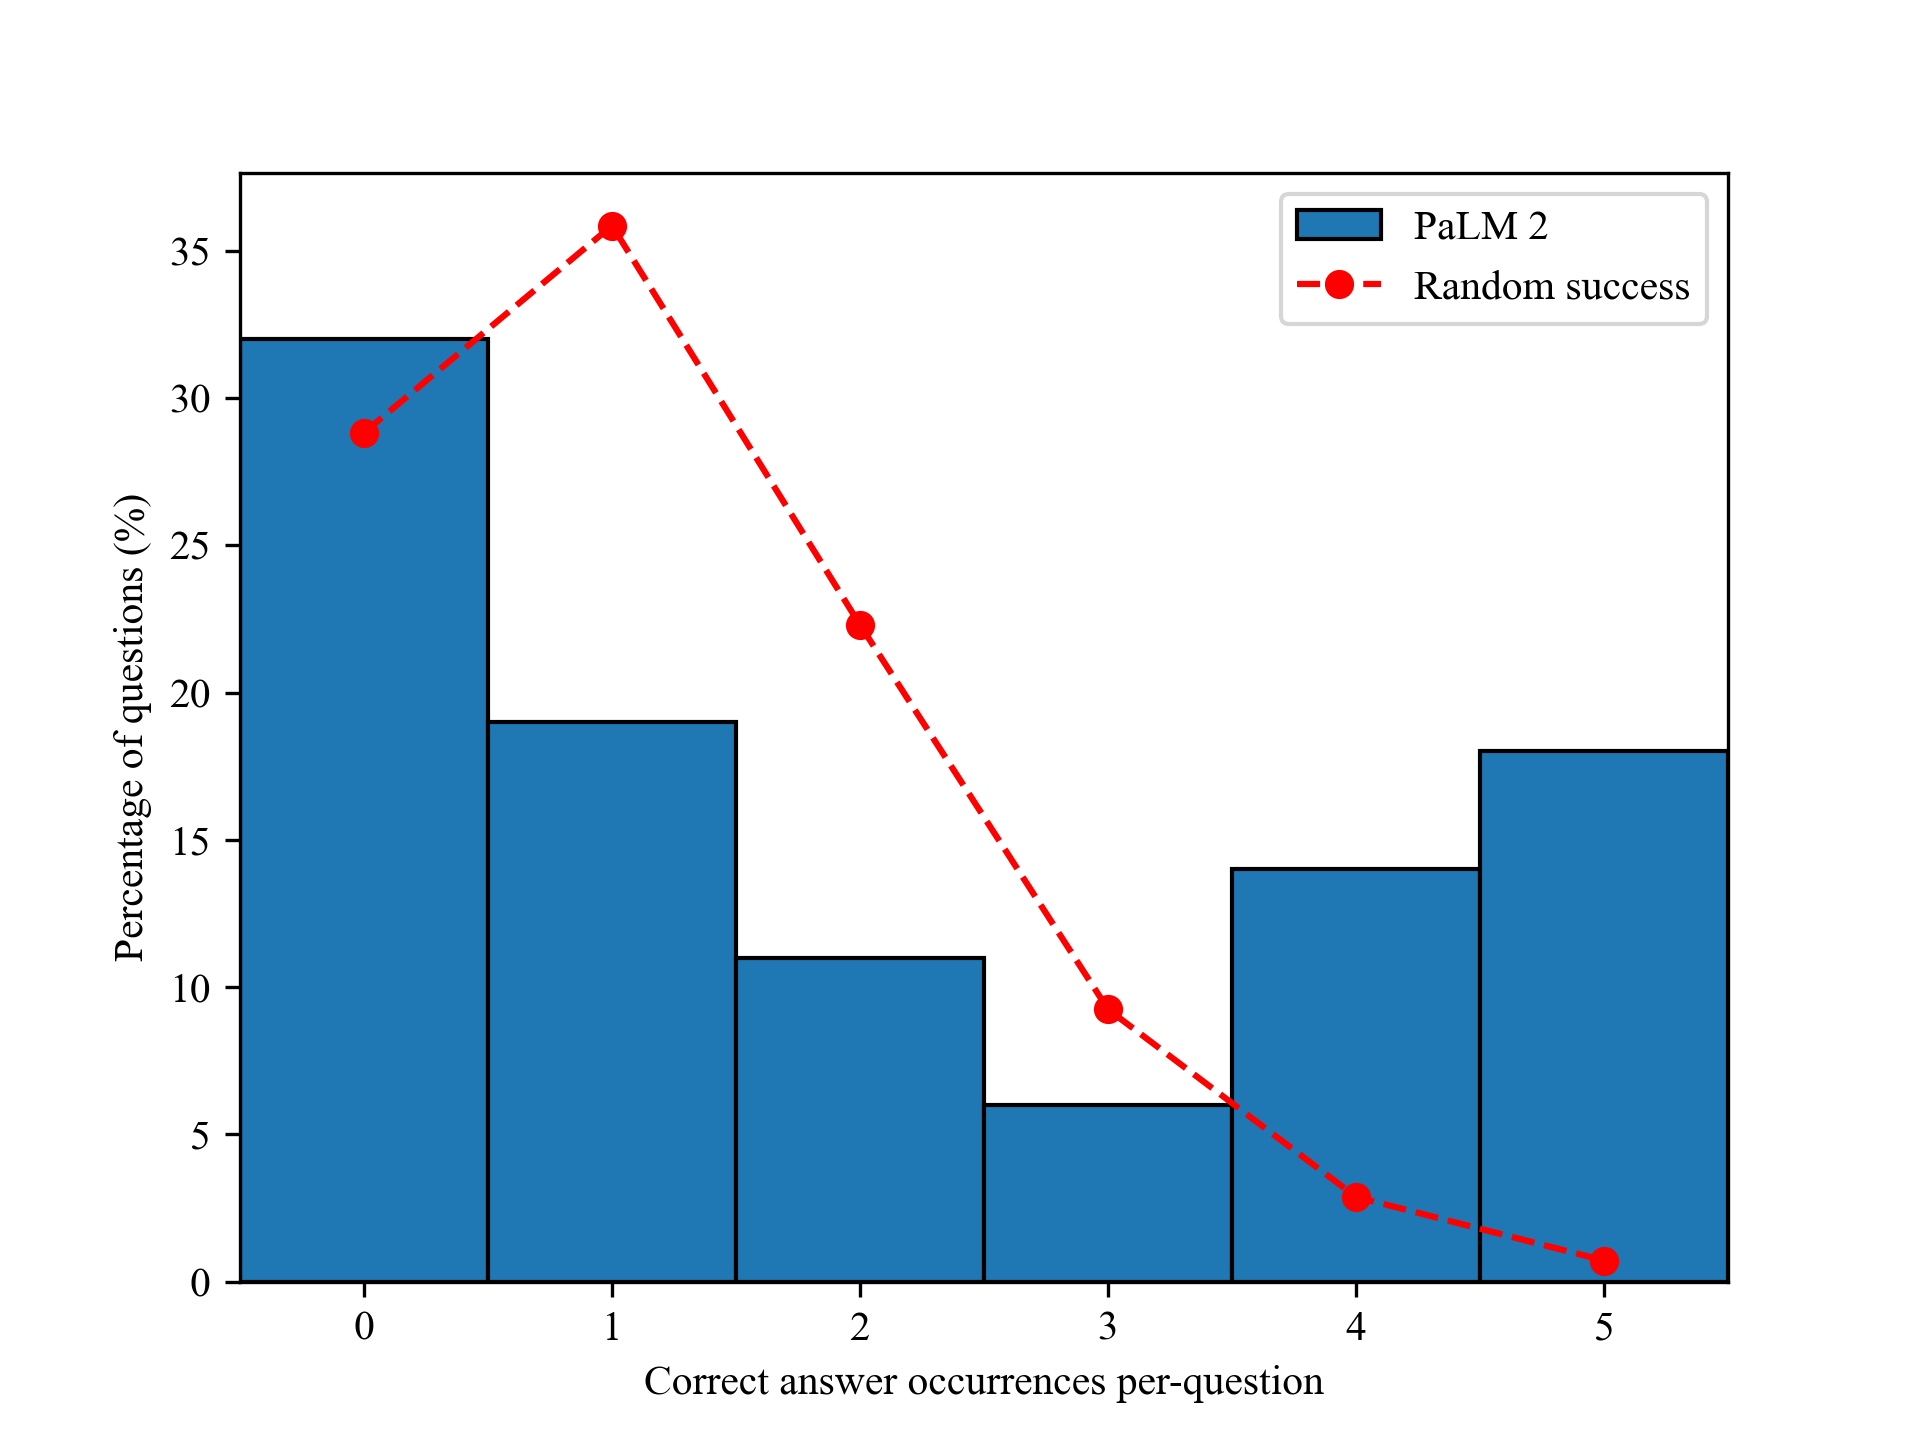 PaLM 2
Random success
Percentage of questions (%)
35
30
25
20
15
10
5
0
0 1 2 3 4 5
Correct answer occurrences per-question